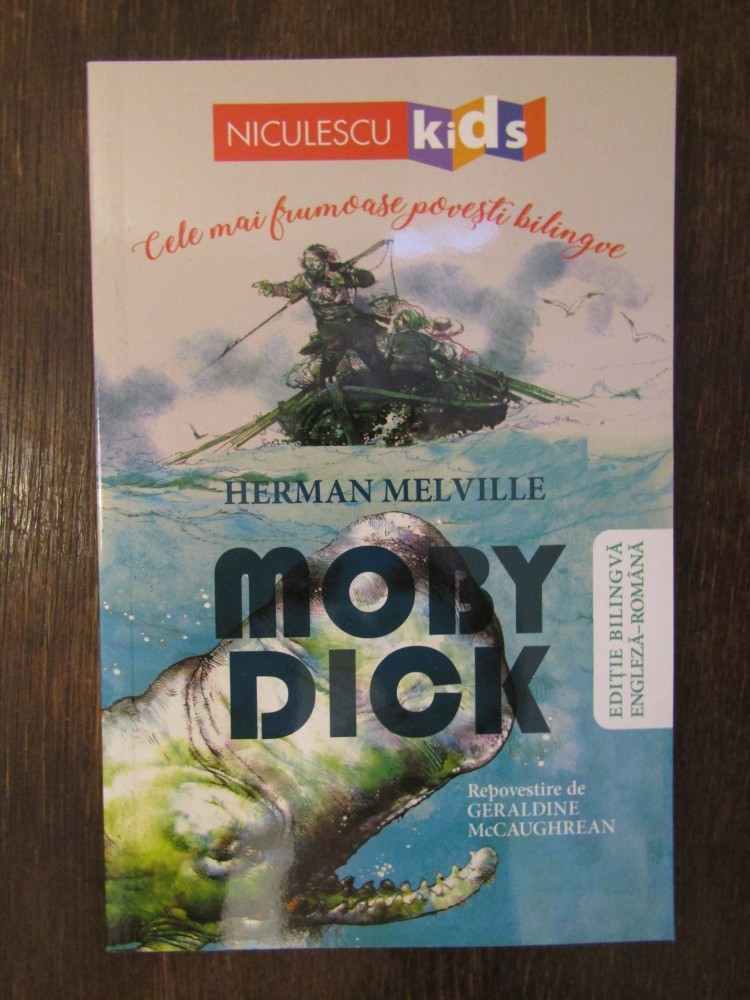 NICULESCU kids
Cele mai frumoase povești bilingve
HERMAN MELVILLE
MOBY
DICK
EDIȚIE BILINGVĂ
ENGLEZĂ–ROMÂNĂ
Repovestire de
GERALDINE
McCAUGHREAN